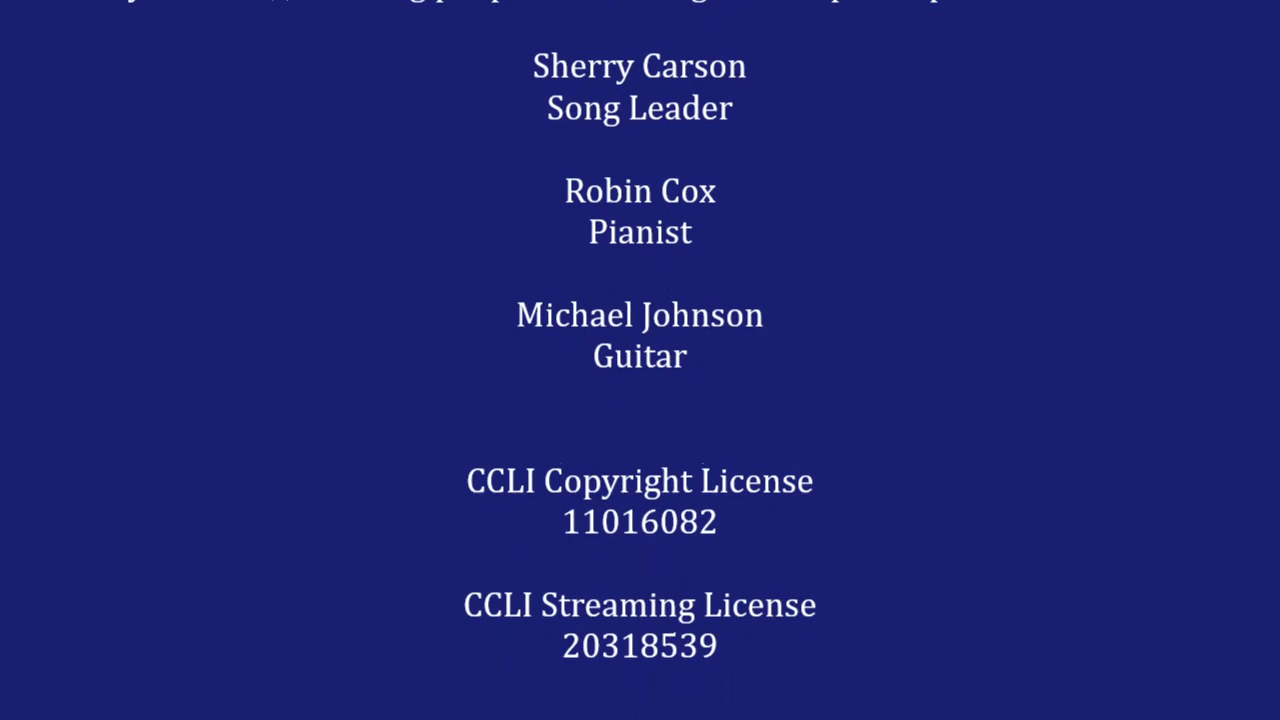 Sherry Carson
Song Leader
Robin Cox
Pianist
Michael Johnson
Guitar
CCLI Copyright License
11016082
CCLI Streaming License
20318539